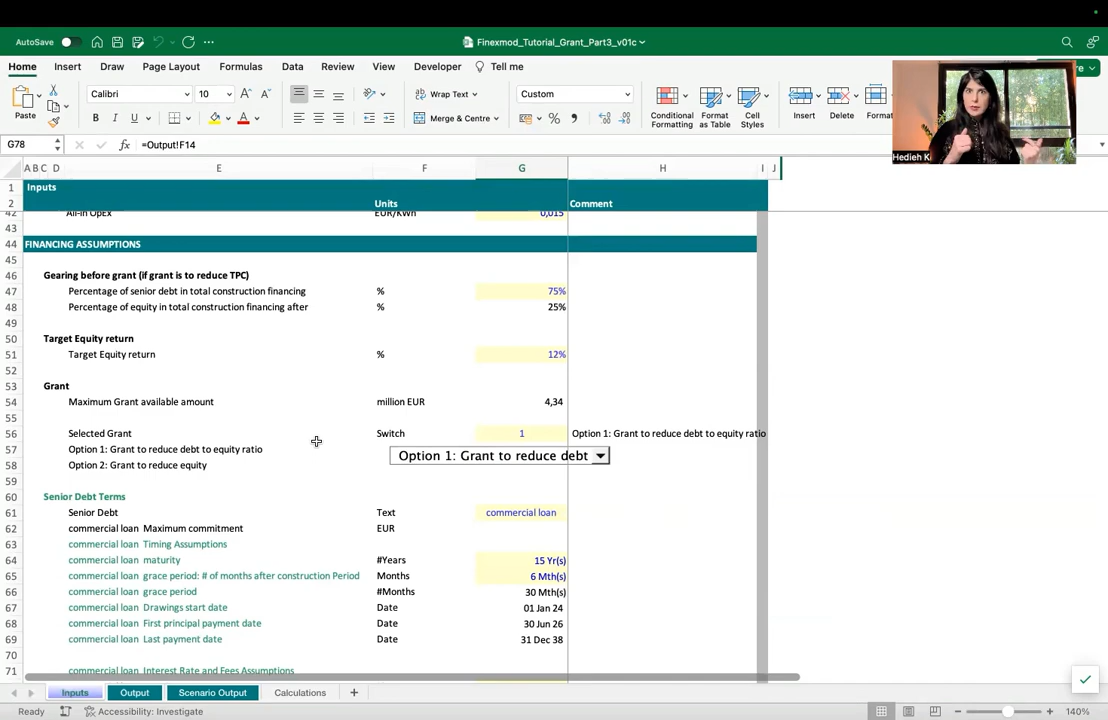 AutoSave
Finexmod_Tutorial_Grant_Part3_v01c
Home Insert Draw Page Layout Formulas Data Review View Developer Tell me
Paste
Calibri 10
B I U
Wrap Text
Merge & Centre
Custom
Conditional Formatting
Format as Table
Cell Styles
Insert
Delete
Format
Hedieh K
G78 fx =Output!F14
A B C D E F G H I J
1 Inputs
2 Units Comment
42 All-in OpEx EUR/KWh 0,015
43
44 FINANCING ASSUMPTIONS
45
46 Gearing before grant (if grant is to reduce TPC)
47 Percentage of senior debt in total construction financing % 75%
48 Percentage of equity in total construction financing after % 25%
49
50 Target Equity return
51 Target Equity return % 12%
52
53 Grant
54 Maximum Grant available amount million EUR 4,34
55
56 Selected Grant Switch 1 Option 1: Grant to reduce debt to equity ratio
57 Option 1: Grant to reduce debt to equity ratio
Option 1: Grant to reduce debt
58 Option 2: Grant to reduce equity
59
60 Senior Debt Terms
61 Senior Debt Text commercial loan
62 commercial loan Maximum commitment EUR
63 commercial loan Timing Assumptions
64 commercial loan maturity #Years 15 Yr(s)
65 commercial loan grace period: # of months after construction Period Months 6 Mth(s)
66 commercial loan grace period #Months 30 Mth(s)
67 commercial loan Drawings start date Date 01 Jan 24
68 commercial loan First principal payment date Date 30 Jun 26
69 commercial loan Last payment date Date 31 Dec 38
70
71 commercial loan Interest Rate and Fees Assumptions
Inputs Output Scenario Output Calculations
Ready Accessibility: Investigate 140%